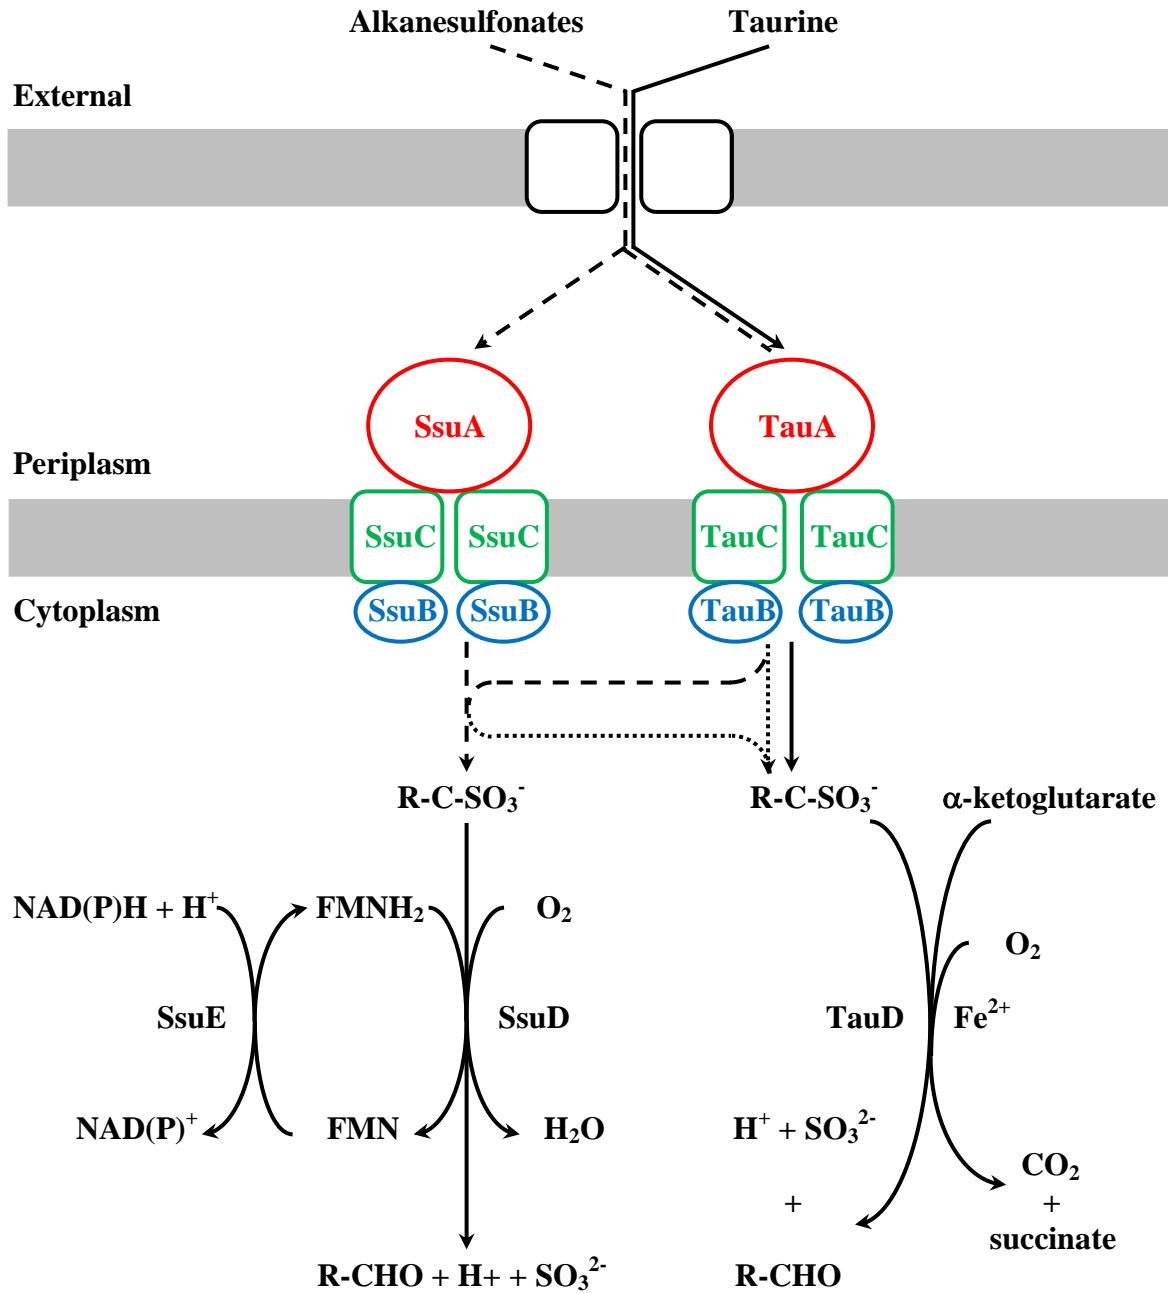 Alkanesulfonates Taurine
External
SsuA TauA
Periplasm
SsuC SsuC TauC TauC
Cytoplasm SsuB SsuB TauB TauB
R-C-SO₃⁻ R-C-SO₃⁻ α-ketoglutarate
NAD(P)H + H⁺ FMNH₂ O₂
O₂
SsuE SsuD TauD Fe²⁺
NAD(P)⁺ FMN H₂O H⁺ + SO₃²⁻
CO₂
+ +
succinate
R-CHO + H+ + SO₃²⁻ R-CHO